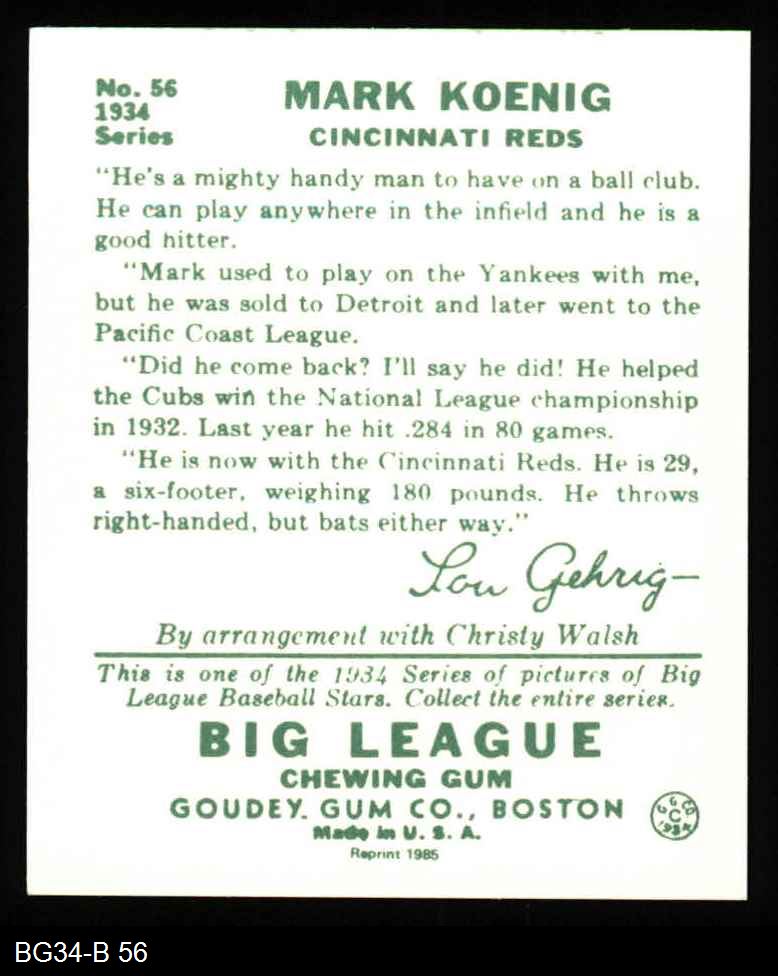 No. 56
1934
Series
MARK KOENIG
CINCINNATI REDS
"He's a mighty handy man to have on a ball club.
He can play anywhere in the infield and he is a
good hitter.
"Mark used to play on the Yankees with me,
but he was sold to Detroit and later went to the
Pacific Coast League.
"Did he come back? I'll say he did! He helped
the Cubs win the National League championship
in 1932. Last year he hit .284 in 80 games.
"He is now with the Cincinnati Reds. He is 29,
a six-footer, weighing 180 pounds. He throws
right-handed, but bats either way."
Lou Gehrig—
By arrangement with Christy Walsh
This is one of the 1934 Series of pictures of Big
League Baseball Stars. Collect the entire series.
BIG LEAGUE
CHEWING GUM
GOUDEY. GUM CO., BOSTON
Made in U. S. A.
Reprint 1985
G G CO
C
1934
BG34-B 56